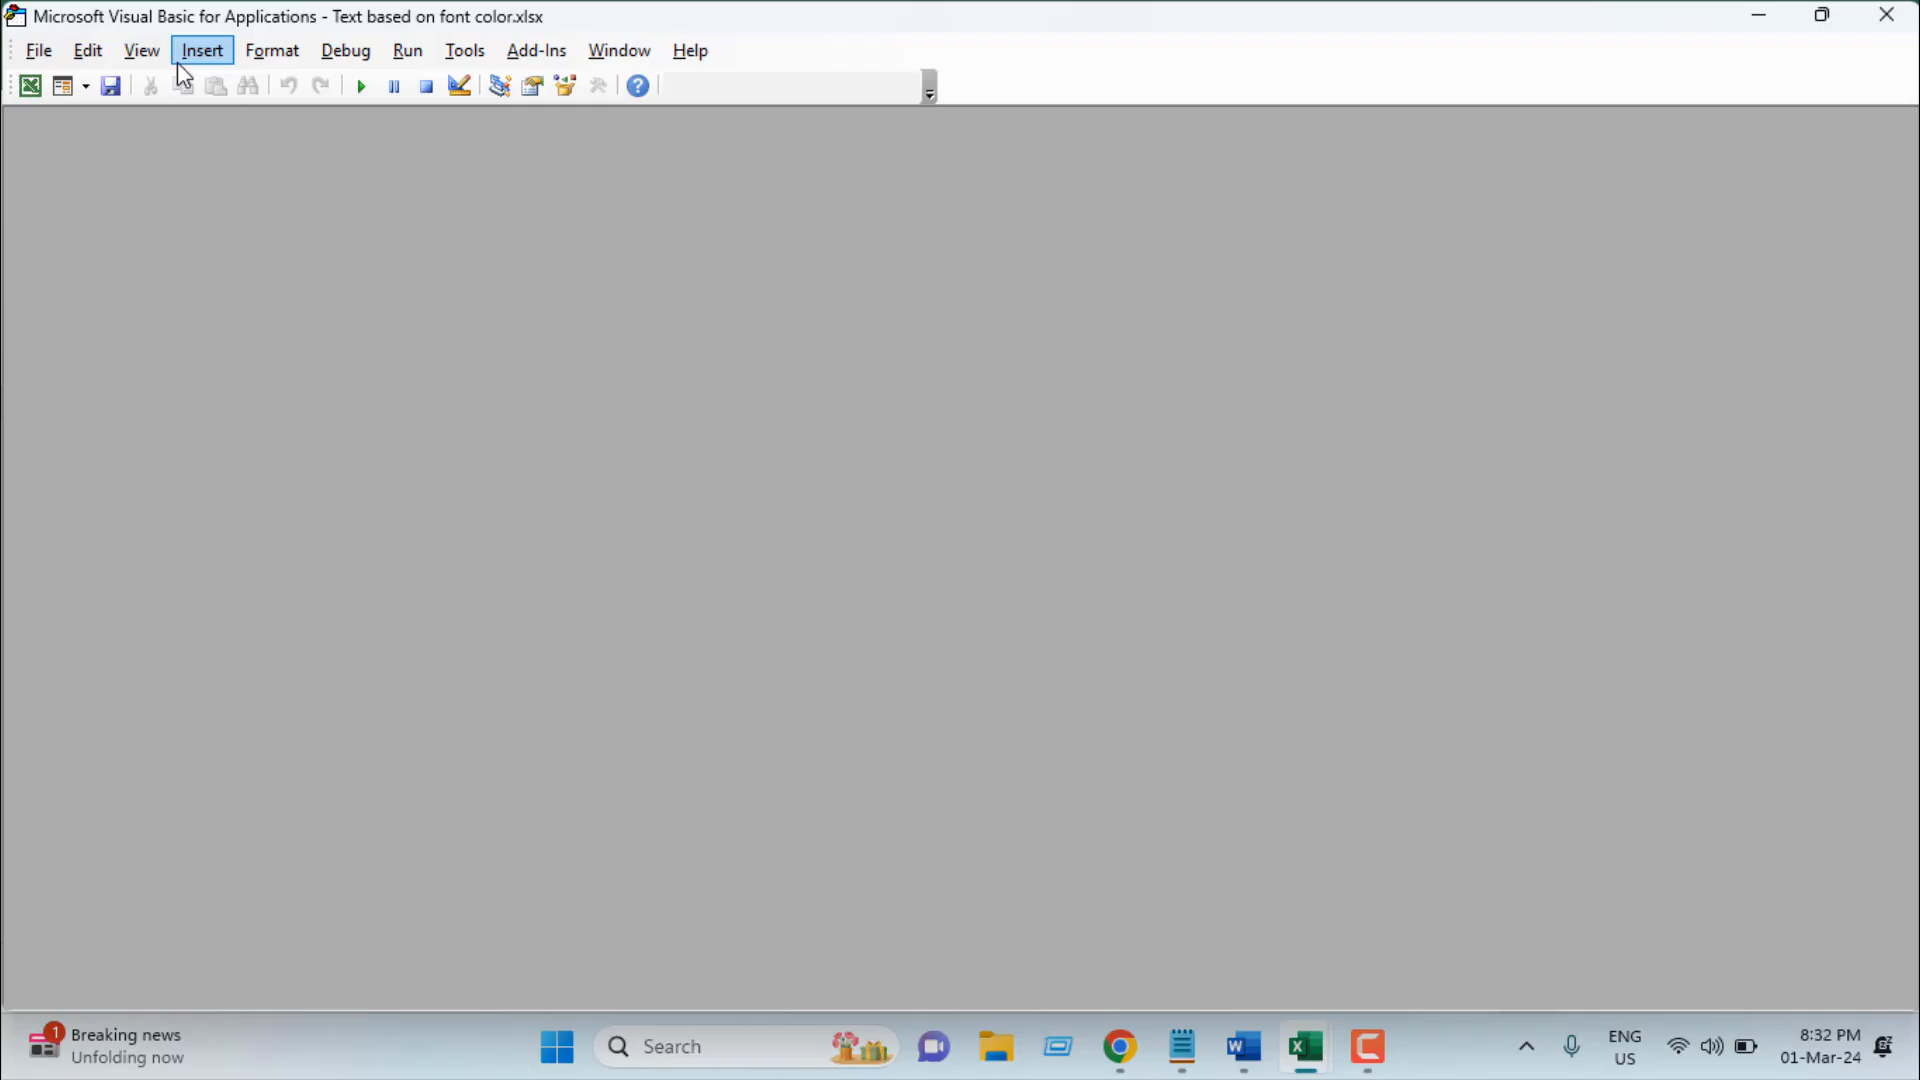 Microsoft Visual Basic for Applications - Text based on font color.xlsx
File Edit View Insert Format Debug Run Tools Add-Ins Window Help
1 Breaking news
Unfolding now
Search
ENG
US
8:32 PM
01-Mar-24